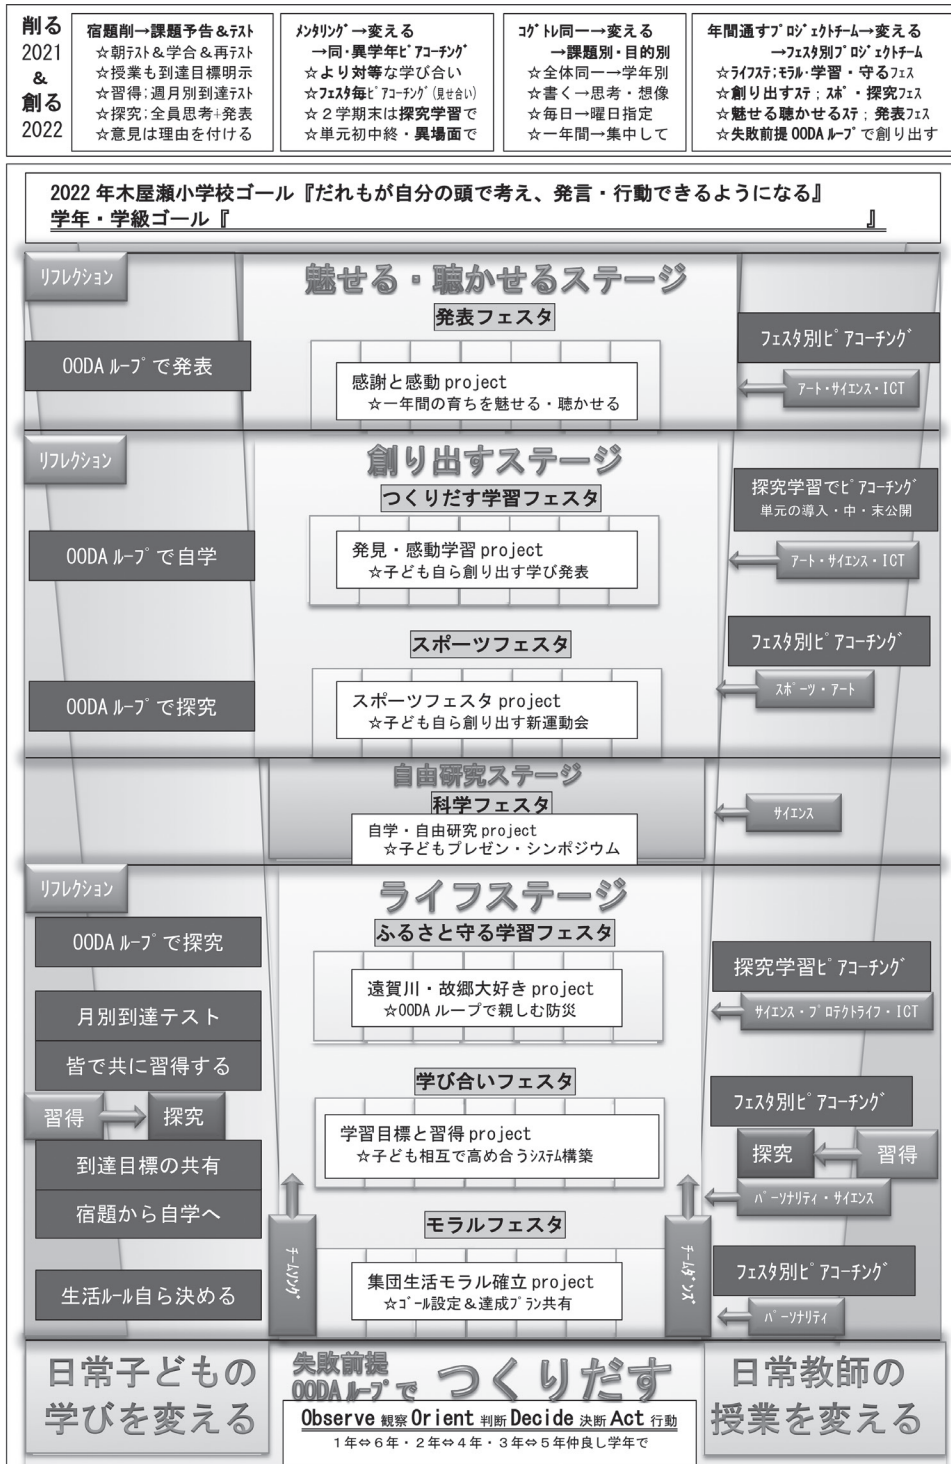 削る
2021
&
創る
2022
宿題削→課題予告&テスト
☆朝テスト&学合&再テスト
☆授業も到達目標明示
☆習得;週月別到達テスト
☆探究:全員思考+発表
☆意見は理由を付ける
メンタリング→変える
→同・異学年ピアコーチング
☆より対等な学び合い
☆フェスタ毎ピアコーチング(見せ合い)
☆2学期末は探究学習で
☆単元初中終・異場面で
コグトレ同一→変える
→課題別・目的別
☆全体同一→学年別
☆書く→思考・想像
☆毎日→曜日指定
☆一年間→集中して
年間通すプロジェクトチーム→変える
→フェスタ別プロジェクトチーム
☆ライフステ;モラル・学習・守るフェス
☆創り出すステ;スポ・探究フェス
☆魅せる聴かせるステ;発表フェス
☆失敗前提OODAループで創り出す
2022年木屋瀬小学校ゴール『だれもが自分の頭で考え、発言・行動できるようになる』
学年・学級ゴール『 』
リフレクション
魅せる・聴かせるステージ
発表フェスタ
OODAループで発表
感謝と感動project
☆一年間の育ちを魅せる・聴かせる
フェスタ別ピアコーチング
アート・サイエンス・ICT
リフレクション
創り出すステージ
つくりだす学習フェスタ
OODAループで自学
発見・感動学習project
☆子ども自ら創り出す学び発表
探究学習でピアコーチング
単元の導入・中・末公開
アート・サイエンス・ICT
スポーツフェスタ
OODAループで探究
スポーツフェスタproject
☆子ども自ら創り出す新運動会
フェスタ別ピアコーチング
スポーツ・アート
自由研究ステージ
科学フェスタ
自学・自由研究project
☆子どもプレゼン・シンポジウム
サイエンス
リフレクション
ライフステージ
ふるさと守る学習フェスタ
OODAループで探究
遠賀川・故郷大好きproject
☆OODAループで親しむ防災
探究学習ピアコーチング
サイエンス・プロテクトライフ・ICT
月別到達テスト
皆で共に習得する
習得
探究
到達目標の共有
宿題から自学へ
学び合いフェスタ
学習目標と習得project
☆子ども相互で高め合うシステム構築
フェスタ別ピアコーチング
探究
習得
パーソナリティ・サイエンス
チームソング
モラルフェスタ
チームダンス
生活ルール自ら決める
集団生活モラル確立project
☆ゴール設定&達成プラン共有
フェスタ別ピアコーチング
パーソナリティ
日常子どもの
学びを変える
失敗前提
OODAループで
つくりだす
Observe 観察 Orient 判断 Decide 決断 Act 行動
1年⇔6年・2年⇔4年・3年⇔5年仲良し学年で
日常教師の
授業を変える